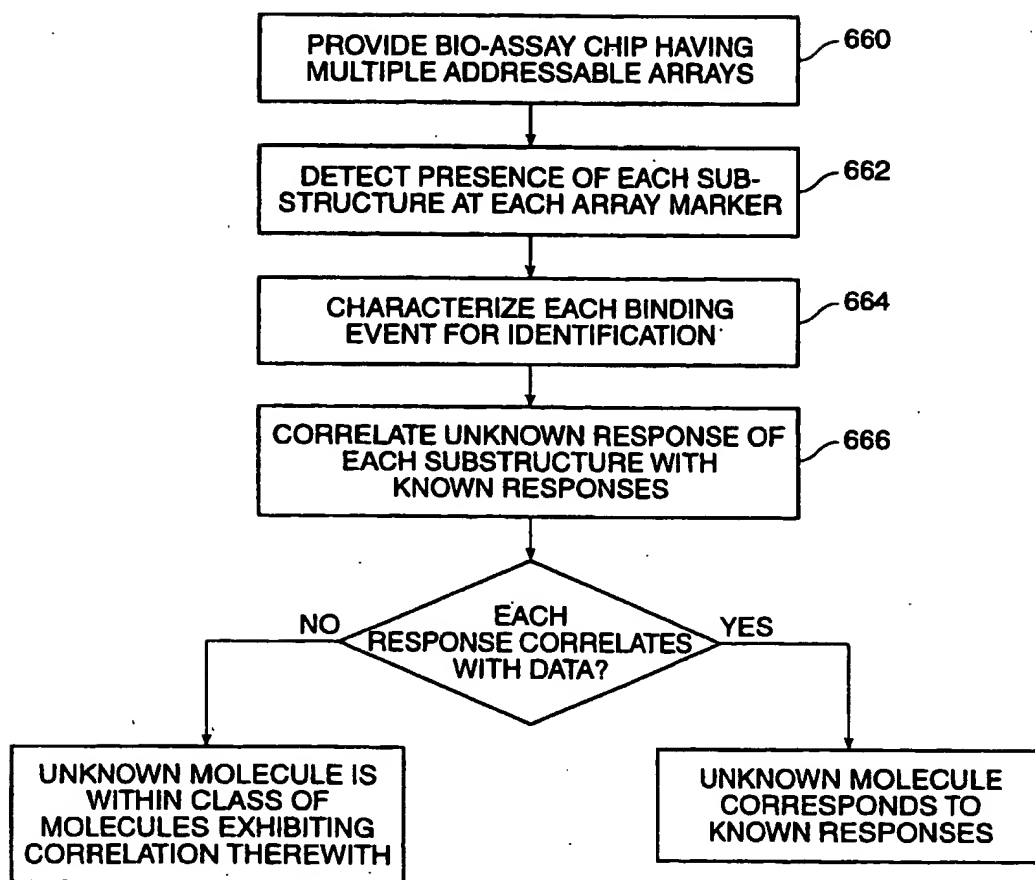 PROVIDE BIO-ASSAY CHIP HAVING
MULTIPLE ADDRESSABLE ARRAYS
660
DETECT PRESENCE OF EACH SUB-
STRUCTURE AT EACH ARRAY MARKER
662
CHARACTERIZE EACH BINDING
EVENT FOR IDENTIFICATION
664
CORRELATE UNKNOWN RESPONSE OF
EACH SUBSTRUCTURE WITH
KNOWN RESPONSES
666
EACH
RESPONSE CORRELATES
WITH DATA?
NO
YES
UNKNOWN MOLECULE IS
WITHIN CLASS OF
MOLECULES EXHIBITING
CORRELATION THEREWITH
UNKNOWN MOLECULE
CORRESPONDS TO
KNOWN RESPONSES